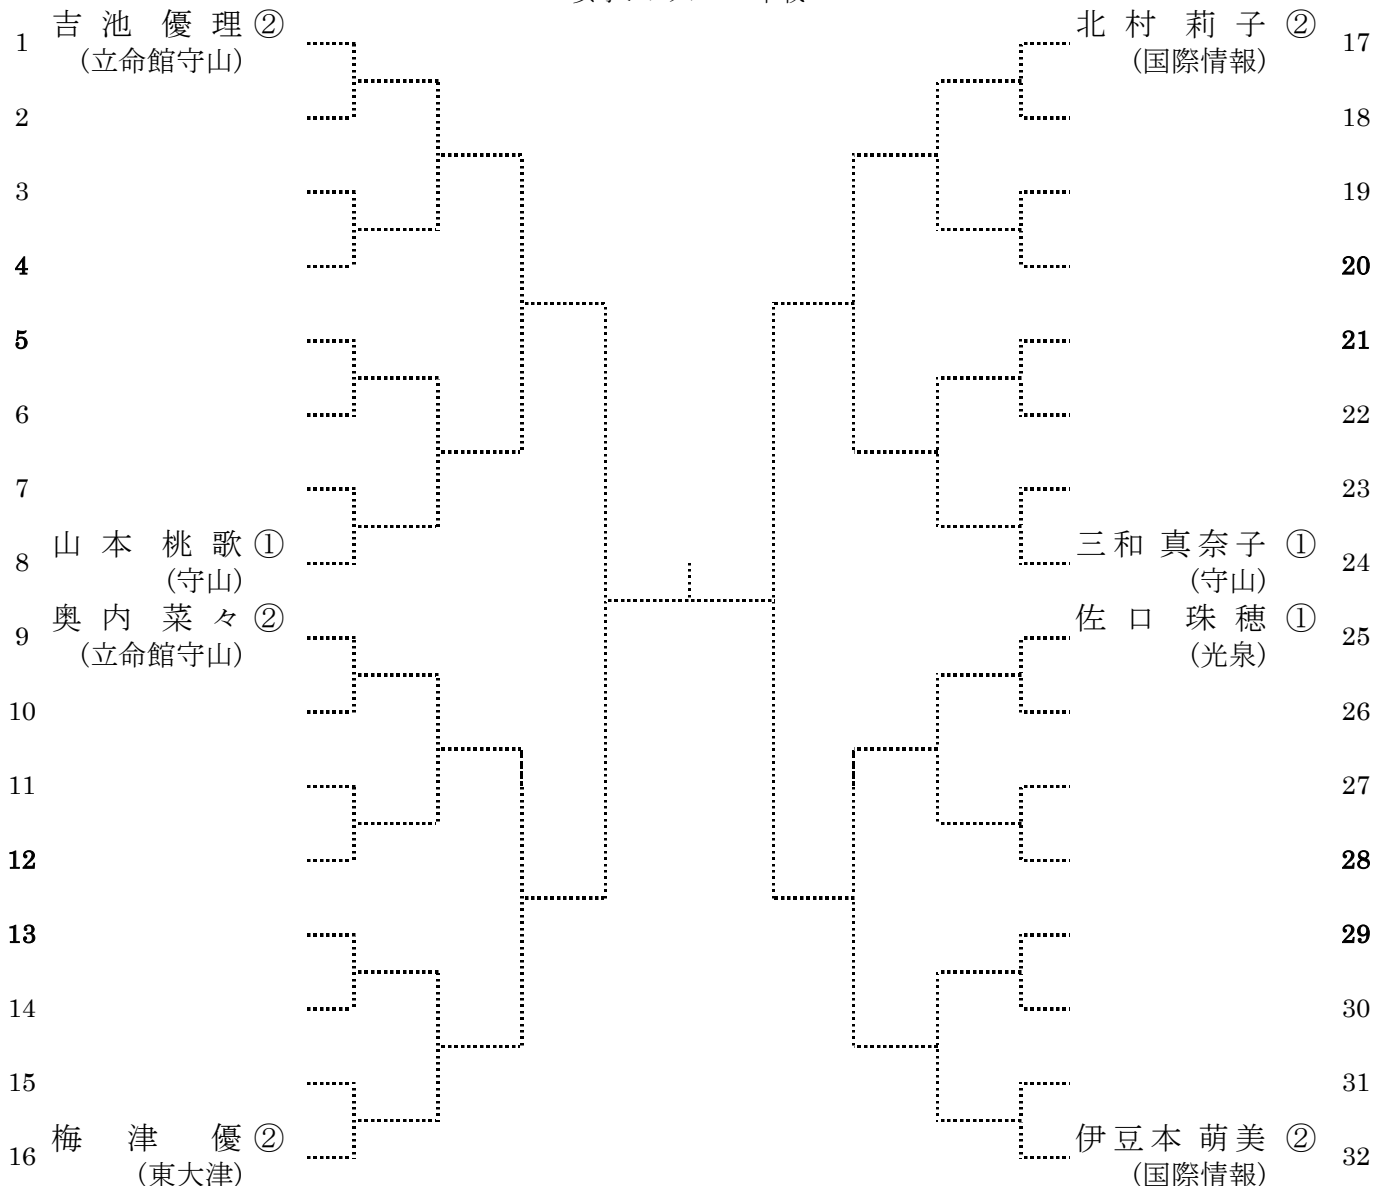 1 吉池 優理 ②
(立命館守山)
2
3
4
5
6
7
8 山本 桃歌 ①
(守山)
9 奥内 菜々 ②
(立命館守山)
10
11
12
13
14
15
16 梅津 優 ②
(東大津)
北村 莉子 ② 17
(国際情報)
18
19
20
21
22
23
三和 真奈子 ① 24
(守山)
佐口 珠穂 ① 25
(光泉)
26
27
28
29
30
31
伊豆本 萌美 ② 32
(国際情報)